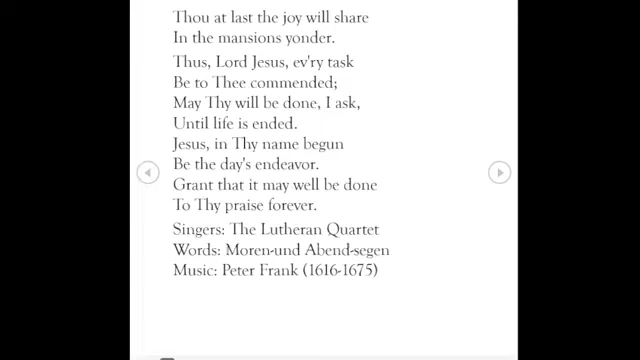 Thou at last the joy will share
In the mansions yonder.
Thus, Lord Jesus, ev'ry task
Be to Thee commended;
May Thy will be done, I ask,
Until life is ended.
Jesus, in Thy name begun
Be the day's endeavor.
Grant that it may well be done
To Thy praise forever.
Singers: The Lutheran Quartet
Words: Moren-und Abend-segen
Music: Peter Frank (1616-1675)